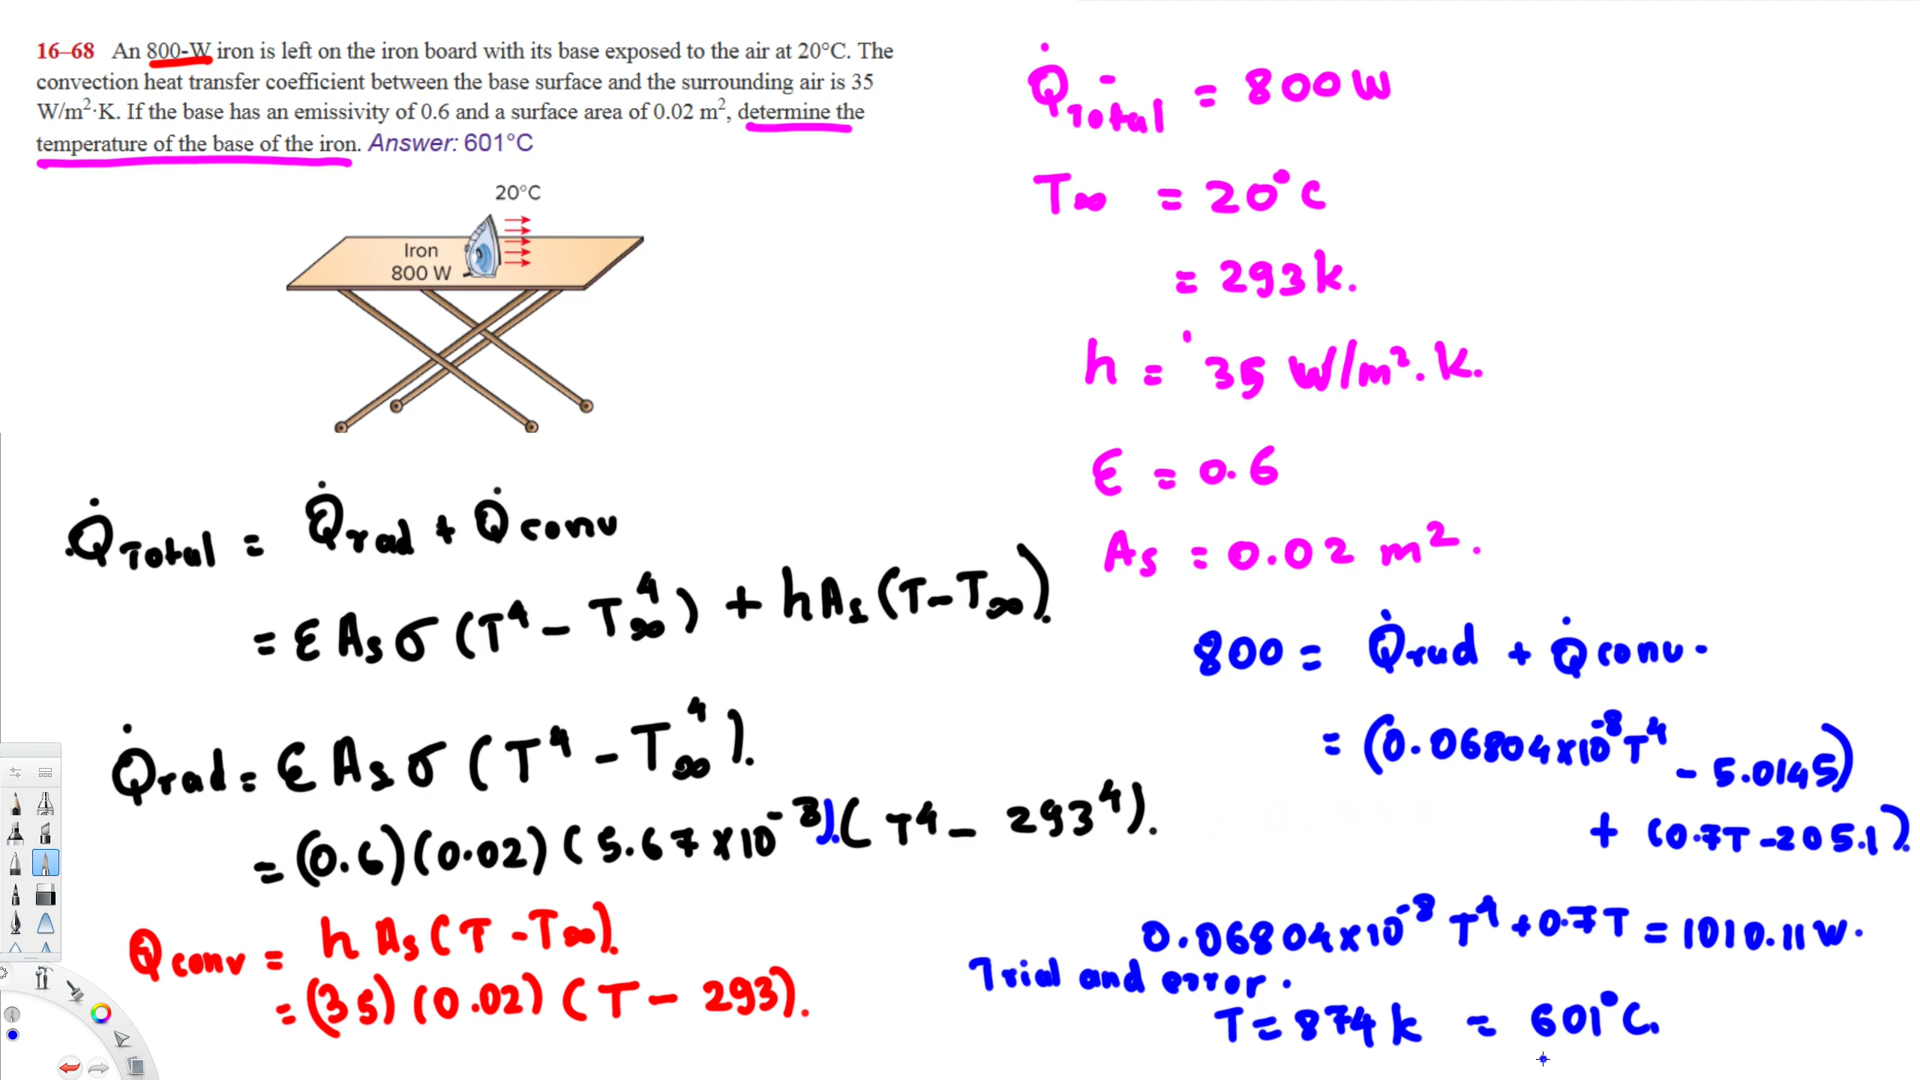 16–68 An 800-W iron is left on the iron board with its base exposed to the air at 20°C. The
convection heat transfer coefficient between the base surface and the surrounding air is 35
W/m²·K. If the base has an emissivity of 0.6 and a surface area of 0.02 m², determine the
temperature of the base of the iron. Answer: 601°C
20°C
Iron
800 W
Q̇Total = 800 W
T∞ = 20°C
= 293k.
h = 35 W/m².k.
ε = 0.6
As = 0.02 m².
Q̇Total = Q̇rad + Q̇conv
= εAsσ(T⁴ – T∞⁴) + hAs(T–T∞).
Q̇rad = εAsσ(T⁴ – T∞⁴).
= (0.6)(0.02)(5.67×10⁻⁸).(T⁴ – 293⁴).
Qconv = hAs(T–T∞).
= (35)(0.02)(T – 293).
800 = Q̇rad + Q̇conv.
= (0.06804×10⁻⁸T⁴ – 5.0145)
+ (0.7T–205.1).
0.06804×10⁻⁸T⁴+0.7T = 1010.11W.
Trial and error.
T = 874k = 601°C.